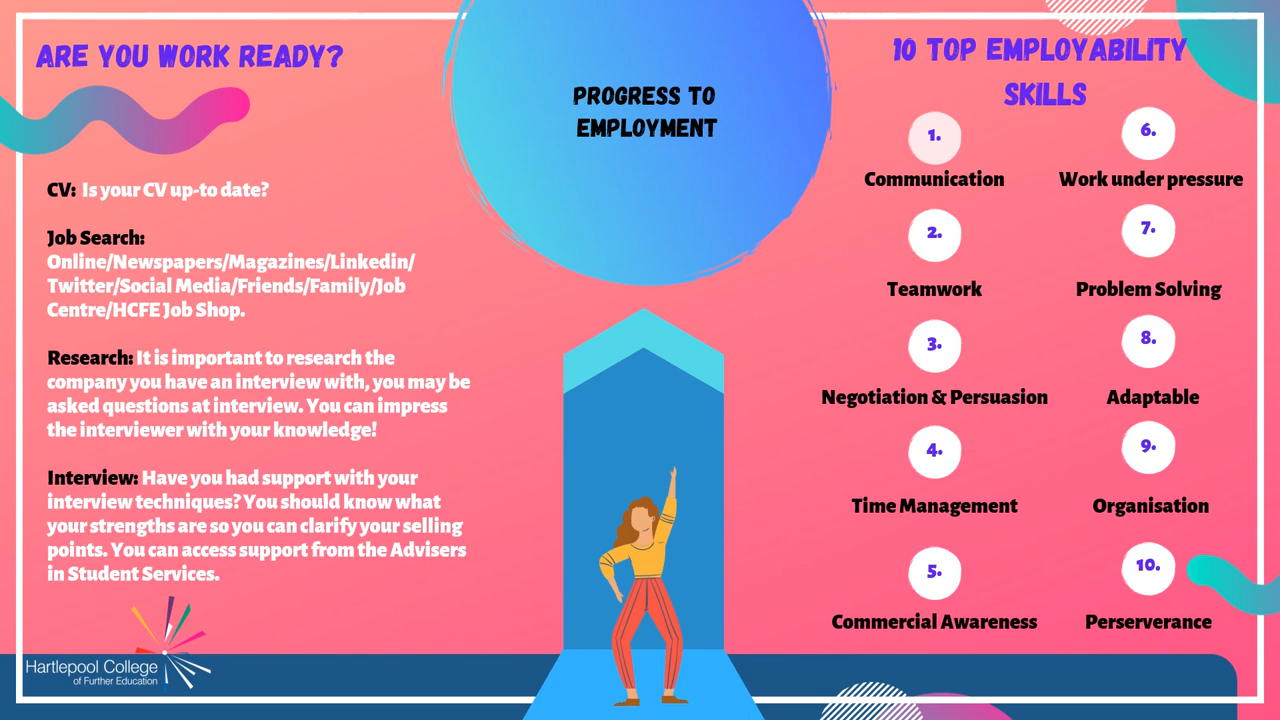 ARE YOU WORK READY?
CV: Is your CV up-to date?
Job Search:
Online/Newspapers/Magazines/Linkedin/
Twitter/Social Media/Friends/Family/Job
Centre/HCFE Job Shop.
Research: It is important to research the
company you have an interview with, you may be
asked questions at interview. You can impress
the interviewer with your knowledge!
Interview: Have you had support with your
interview techniques? You should know what
your strengths are so you can clarify your selling
points. You can access support from the Advisers
in Student Services.
Hartlepool College
of Further Education
PROGRESS TO
EMPLOYMENT
10 TOP EMPLOYABILITY
SKILLS
1.
Communication
2.
Teamwork
3.
Negotiation & Persuasion
4.
Time Management
5.
Commercial Awareness
6.
Work under pressure
7.
Problem Solving
8.
Adaptable
9.
Organisation
10.
Perserverance